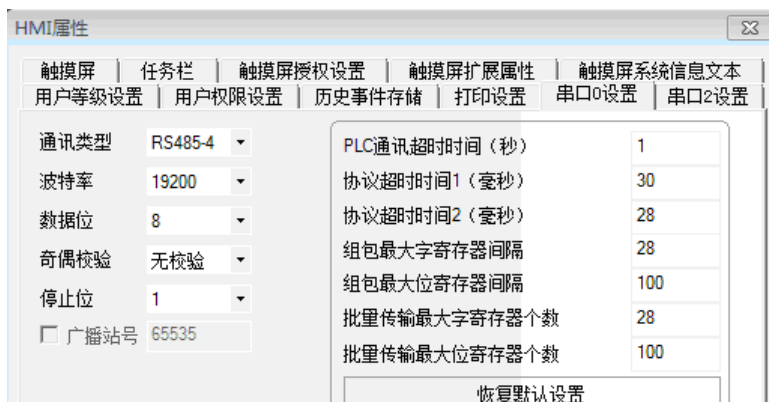 HMI属性
触摸屏 任务栏 触摸屏授权设置 触摸屏扩展属性 触摸屏系统信息文本
用户等级设置 用户权限设置 历史事件存储 打印设置 串口0设置 串口2设置
通讯类型 RS485-4
波特率 19200
数据位 8
奇偶校验 无校验
停止位 1
广播站号 65535
PLC通讯超时时间（秒） 1
协议超时时间1（毫秒） 30
协议超时时间2（毫秒） 28
组包最大字寄存器间隔 28
组包最大位寄存器间隔 100
批里传输最大字寄存器个数 28
批里传输最大位寄存器个数 100
恢复默认设置